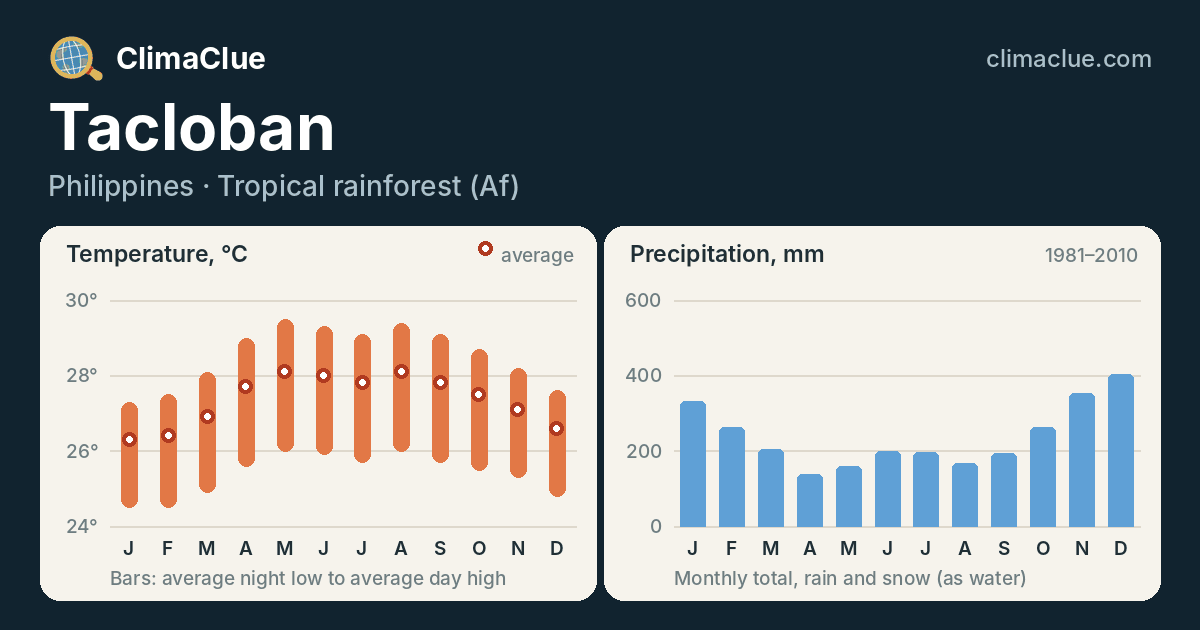 ClimaClue
climaclue.com
Tacloban
Philippines · Tropical rainforest (Af)
Temperature, °C
average
30°
28°
26°
24°
J F M A M J J A S O N D
Bars: average night low to average day high
Precipitation, mm
1981–2010
600
400
200
0
J F M A M J J A S O N D
Monthly total, rain and snow (as water)